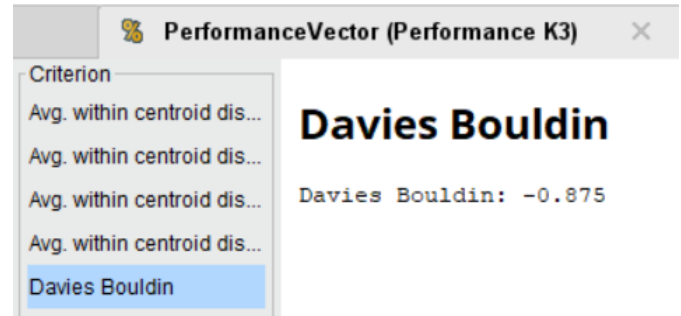 PerformanceVector (Performance K3)
Criterion
Avg. within centroid dis...
Avg. within centroid dis...
Avg. within centroid dis...
Avg. within centroid dis...
Davies Bouldin
Davies Bouldin
Davies Bouldin: -0.875